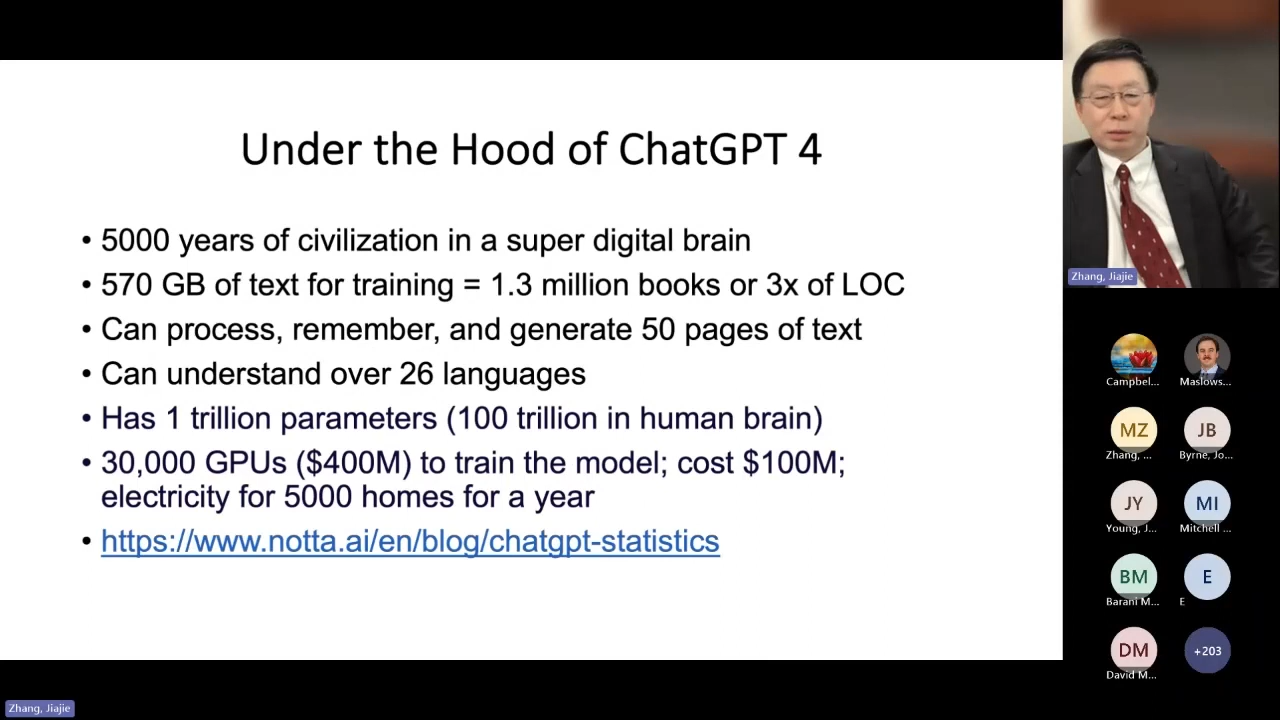 Under the Hood of ChatGPT 4
• 5000 years of civilization in a super digital brain
• 570 GB of text for training = 1.3 million books or 3x of LOC
• Can process, remember, and generate 50 pages of text
• Can understand over 26 languages
• Has 1 trillion parameters (100 trillion in human brain)
• 30,000 GPUs ($400M) to train the model; cost $100M;
electricity for 5000 homes for a year
• https://www.notta.ai/en/blog/chatgpt-statistics
Zhang, Jiajie
Campbel...
Maslows...
MZ
JB
Zhang, ...
Byrne, Jo...
JY
MI
Young, J...
Mitchell ...
BM
E
Barani M...
E
DM
+203
David M...
Zhang, Jiajie